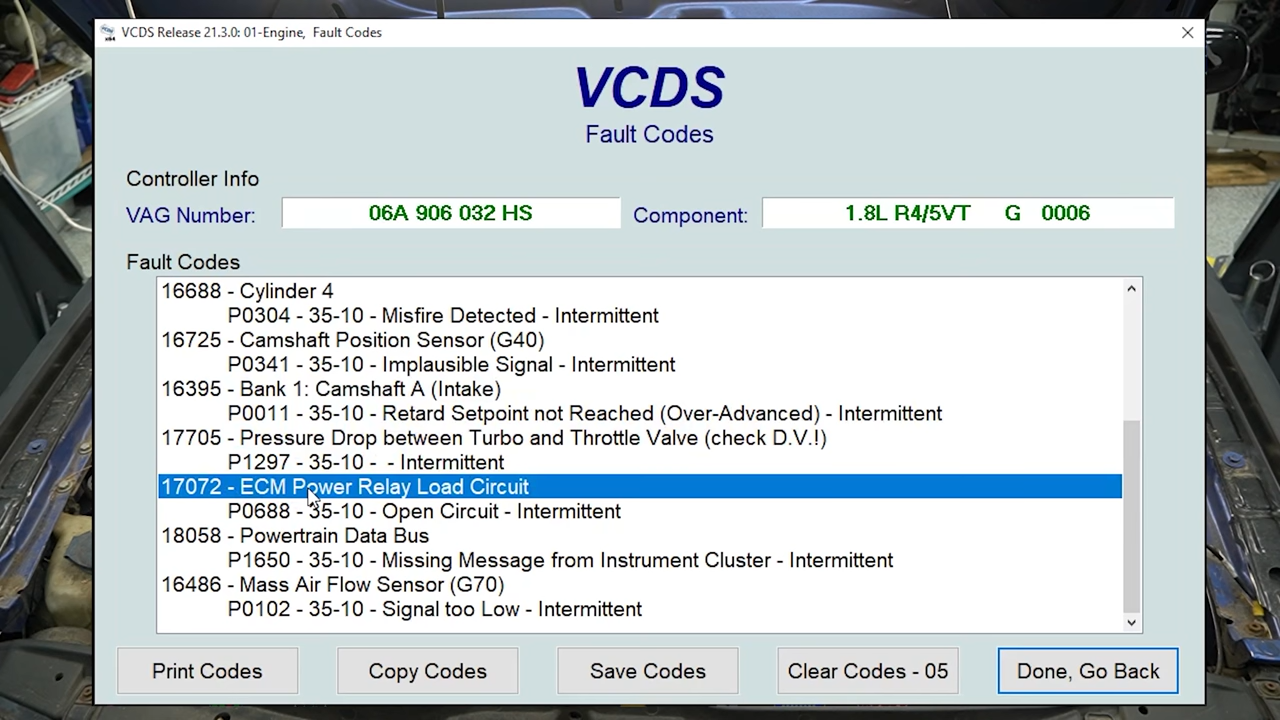 VCDS Release 21.3.0: 01-Engine, Fault Codes
VCDS
Fault Codes
Controller Info
VAG Number: 06A 906 032 HS Component: 1.8L R4/5VT G 0006
Fault Codes
16688 - Cylinder 4
P0304 - 35-10 - Misfire Detected - Intermittent
16725 - Camshaft Position Sensor (G40)
P0341 - 35-10 - Implausible Signal - Intermittent
16395 - Bank 1: Camshaft A (Intake)
P0011 - 35-10 - Retard Setpoint not Reached (Over-Advanced) - Intermittent
17705 - Pressure Drop between Turbo and Throttle Valve (check D.V.!)
P1297 - 35-10 - - Intermittent
17072 - ECM Power Relay Load Circuit
P0688 - 35-10 - Open Circuit - Intermittent
18058 - Powertrain Data Bus
P1650 - 35-10 - Missing Message from Instrument Cluster - Intermittent
16486 - Mass Air Flow Sensor (G70)
P0102 - 35-10 - Signal too Low - Intermittent
Print Codes Copy Codes Save Codes Clear Codes - 05 Done, Go Back